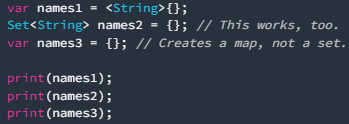 var names1 = <String>{};
Set<String> names2 = {}; // This works, too.
var names3 = {}; // Creates a map, not a set.
print(names1);
print(names2);
print(names3);